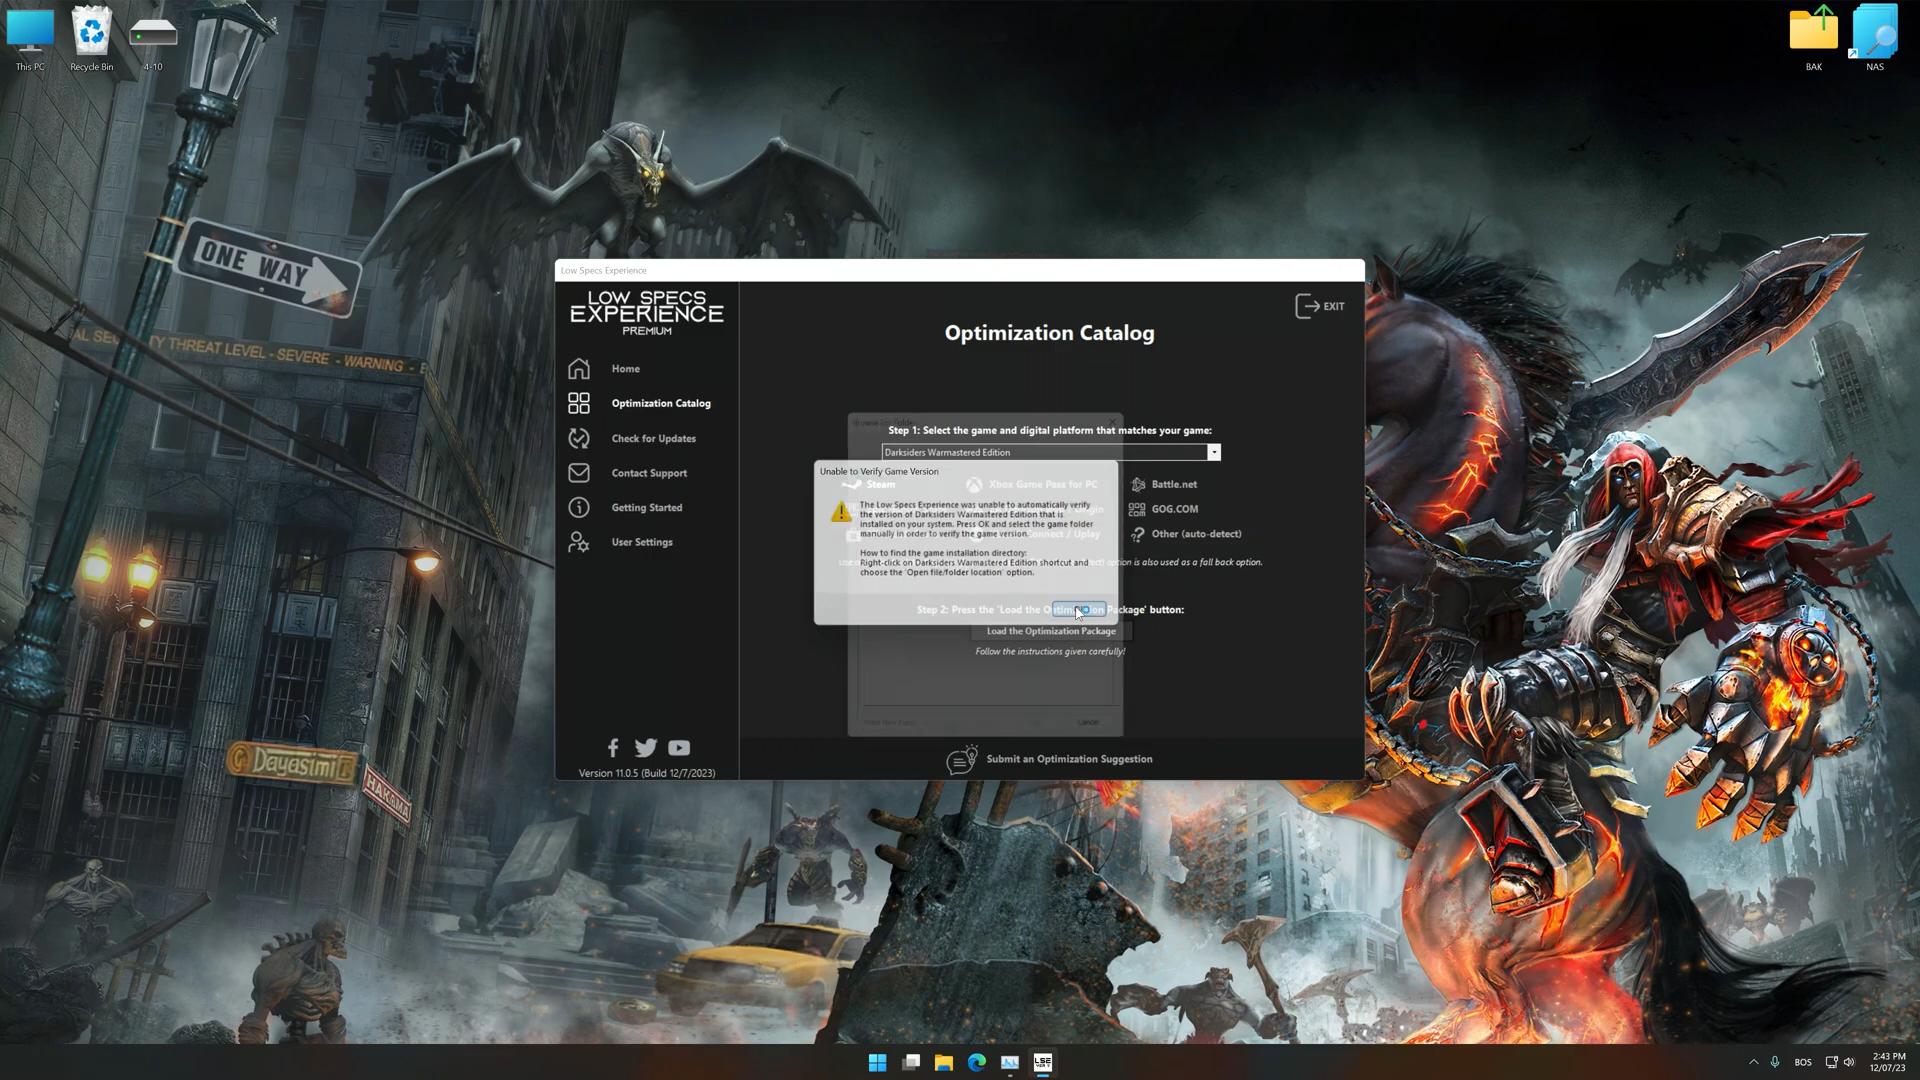 This PC
Recycle Bin
4-10
BAK
NAS
ONE WAY
TY THREAT LEVEL - SEVERE - WARNING -
Dayasimi
HAKAMA
Low Specs Experience
LOW SPECS
EXPERIENCE
PREMIUM
Home
Optimization Catalog
Check for Updates
Contact Support
Getting Started
User Settings
Version 11.0.5 (Build 12/7/2023)
EXIT
Optimization Catalog
Step 1: Select the game and digital platform that matches your game:
Darksiders Warmastered Edition
Unable to Verify Game Version
Steam
Xbox Game Pass for PC
Battle.net
The Low Specs Experience was unable to automatically verify
the version of Darksiders Warmastered Edition that is
installed on your system. Press OK and select the game folder
manually in order to verify the game version.
GOG.COM
Connect / Uplay
Other (auto-detect)
How to find the game installation directory:
Right-click on Darksiders Warmastered Edition shortcut and
choose the 'Open file/folder location' option.
option is also used as a fall back option.
Step 2: Press the 'Load the Optimization Package' button:
Load the Optimization Package
Follow the instructions given carefully!
Cancel
Submit an Optimization Suggestion
LSE
BOS
2:43 PM
12/07/23